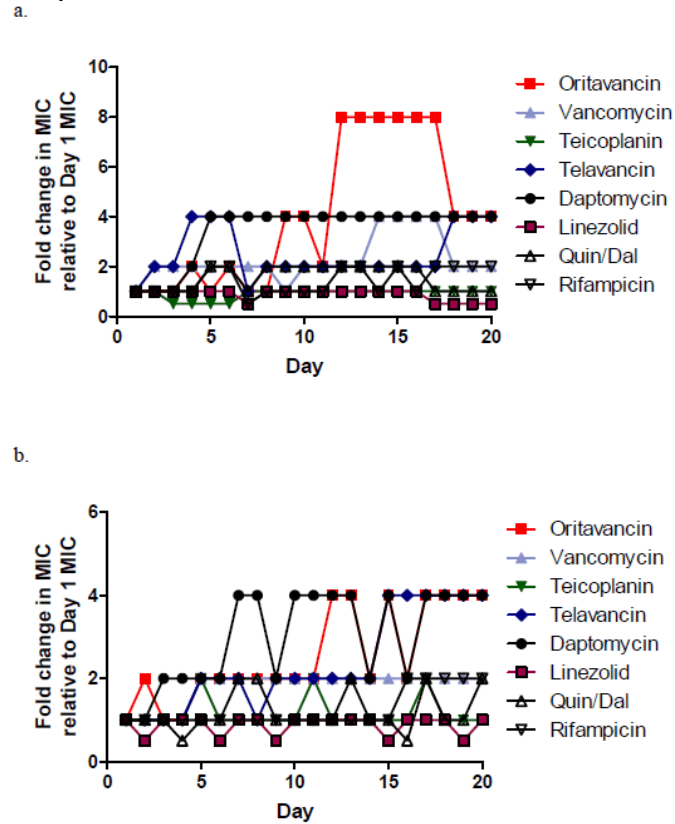 a.
10
8
6
4
2
0
0 5 10 15 20
Fold change in MIC
relative to Day 1 MIC
Day
Oritavancin
Vancomycin
Teicoplanin
Telavancin
Daptomycin
Linezolid
Quin/Dal
Rifampicin
b.
6
4
2
0
0 5 10 15 20
Fold change in MIC
relative to Day 1 MIC
Day
Oritavancin
Vancomycin
Teicoplanin
Telavancin
Daptomycin
Linezolid
Quin/Dal
Rifampicin